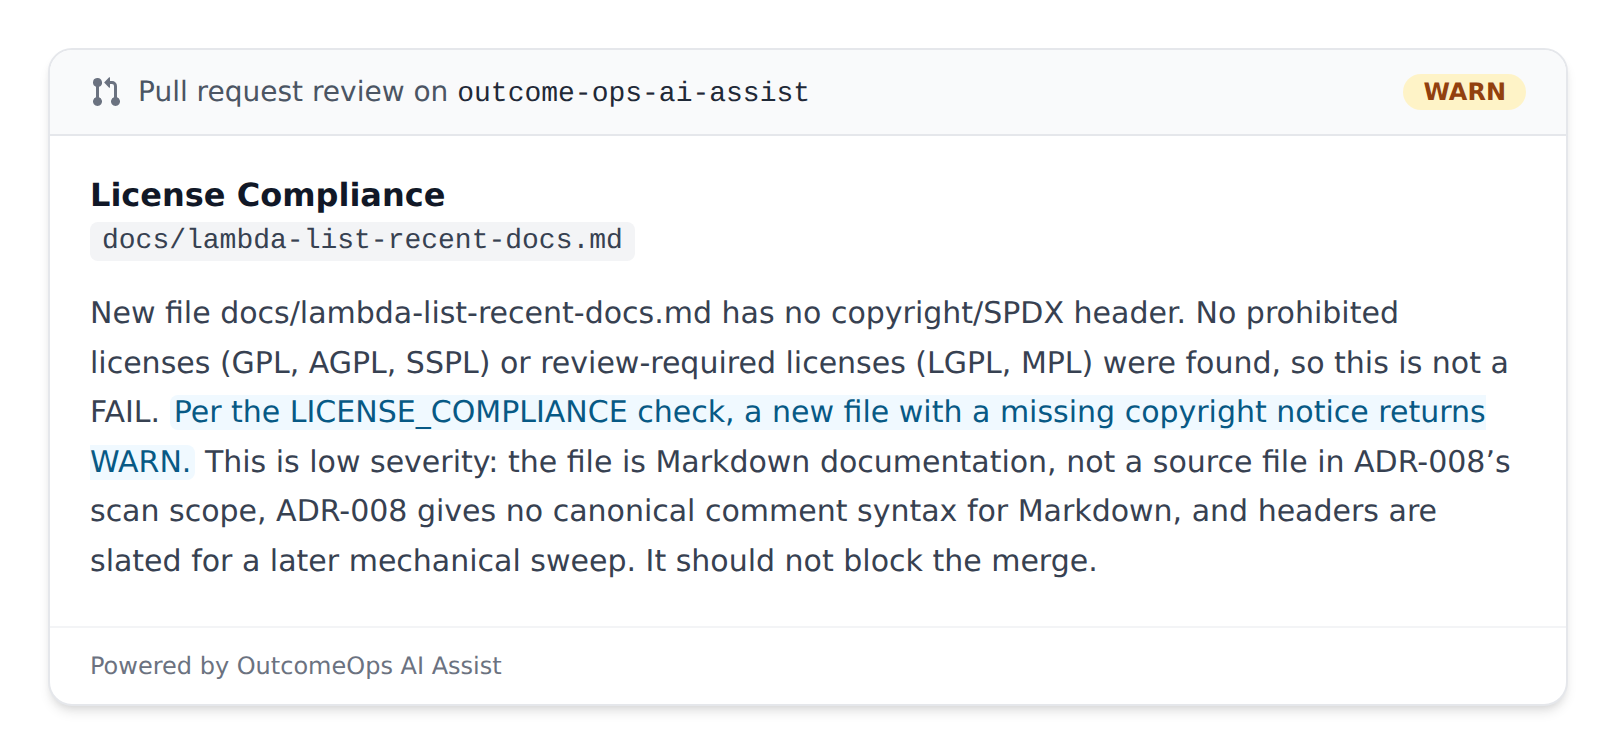 Pull request review on outcome-ops-ai-assist
WARN
License Compliance
docs/lambda-list-recent-docs.md
New file docs/lambda-list-recent-docs.md has no copyright/SPDX header. No prohibited
licenses (GPL, AGPL, SSPL) or review-required licenses (LGPL, MPL) were found, so this is not a
FAIL. Per the LICENSE_COMPLIANCE check, a new file with a missing copyright notice returns
WARN. This is low severity: the file is Markdown documentation, not a source file in ADR-008’s
scan scope, ADR-008 gives no canonical comment syntax for Markdown, and headers are
slated for a later mechanical sweep. It should not block the merge.
Powered by OutcomeOps AI Assist